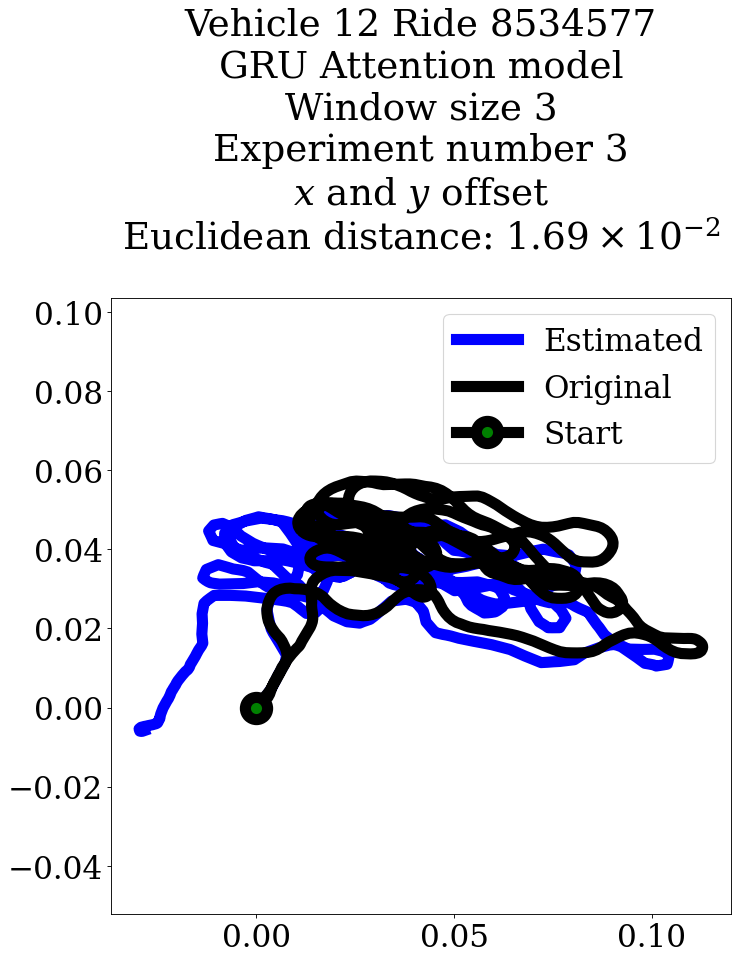 Vehicle 12 Ride 8534577
GRU Attention model
Window size 3
Experiment number 3
x and y offset
Euclidean distance: 1.69 × 10⁻²
0.10
0.08
0.06
0.04
0.02
0.00
−0.02
−0.04
Estimated
Original
Start
0.00 0.05 0.10